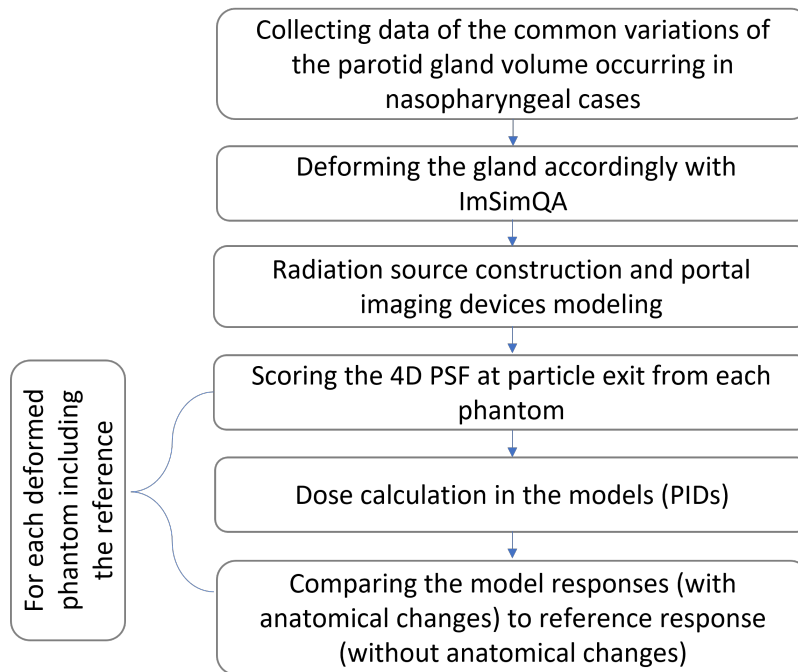 Collecting data of the common variations of
the parotid gland volume occurring in
nasopharyngeal cases
Deforming the gland accordingly with
ImSimQA
Radiation source construction and portal
imaging devices modeling
Scoring the 4D PSF at particle exit from each
phantom
Dose calculation in the models (PIDs)
Comparing the model responses (with
anatomical changes) to reference response
(without anatomical changes)
For each deformed
phantom including
the reference